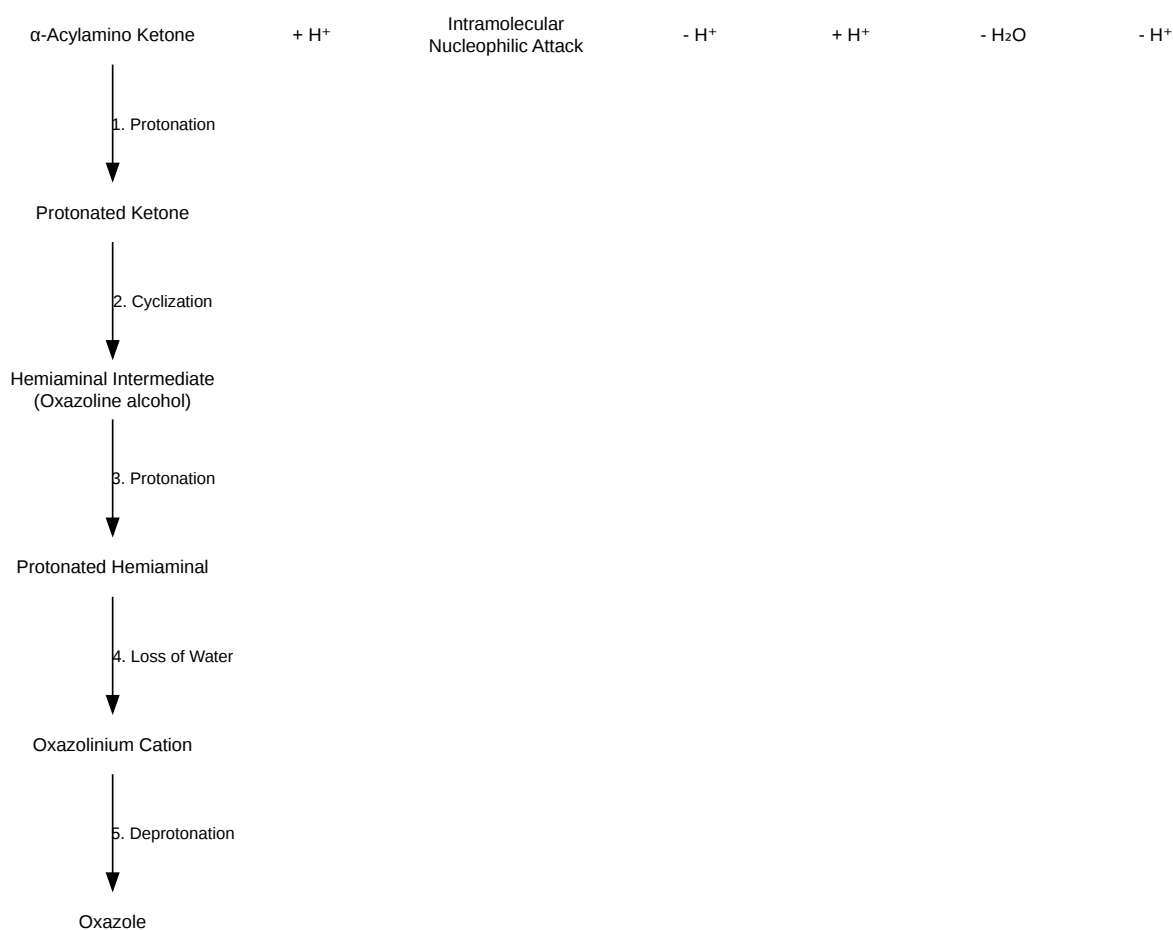 α-Acylamino Ketone
+ H⁺
Intramolecular
Nucleophilic Attack
- H⁺
+ H⁺
- H₂O
- H⁺
1. Protonation
Protonated Ketone
2. Cyclization
Hemiaminal Intermediate
(Oxazoline alcohol)
3. Protonation
Protonated Hemiaminal
4. Loss of Water
Oxazolinium Cation
5. Deprotonation
Oxazole